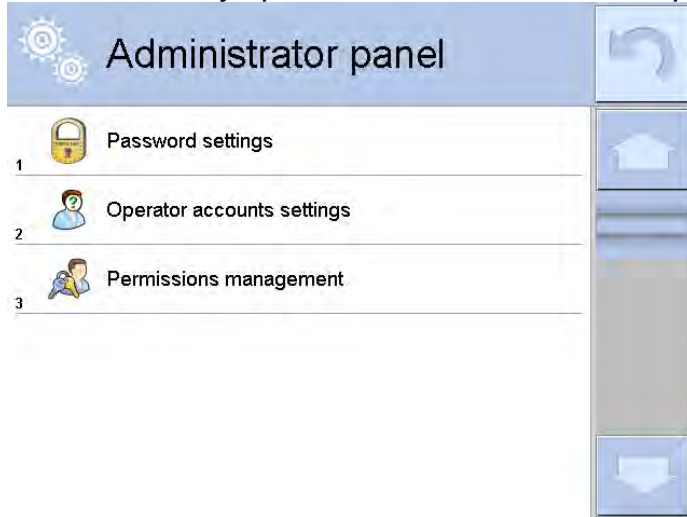 Administrator panel
1 Password settings
2 Operator accounts settings
3 Permissions management